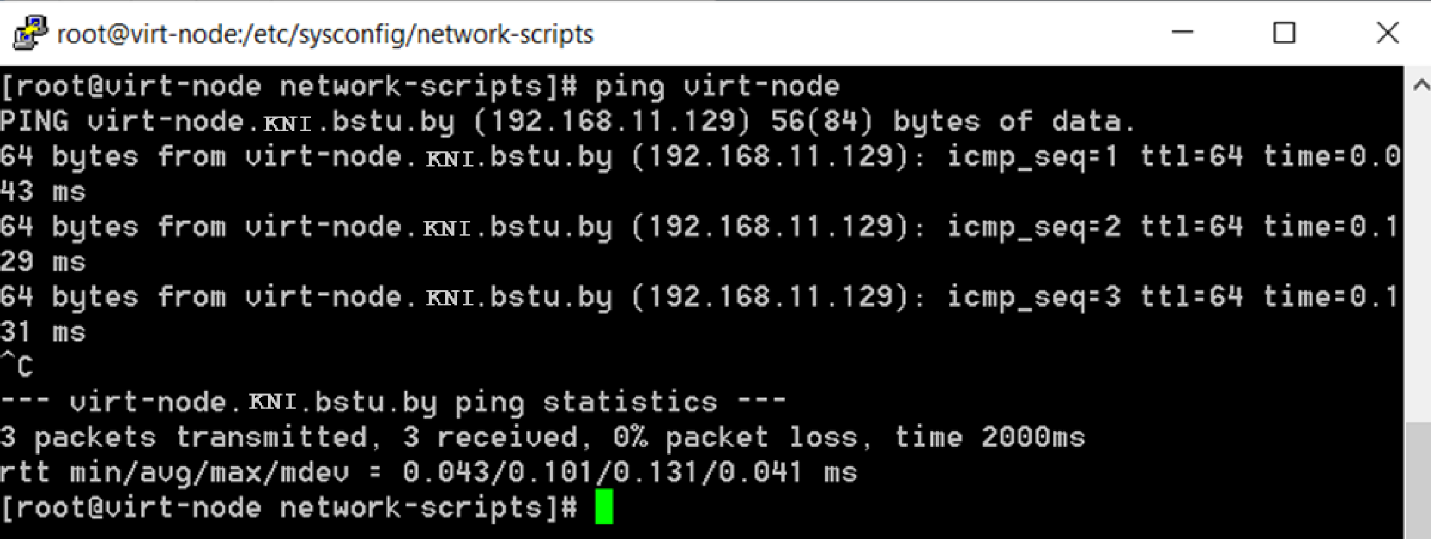 root@virt-node:/etc/sysconfig/network-scripts
[root@virt-node network-scripts]# ping virt-node
PING virt-node.KNI.bstu.by (192.168.11.129) 56(84) bytes of data.
64 bytes from virt-node.KNI.bstu.by (192.168.11.129): icmp_seq=1 ttl=64 time=0.0
43 ms
64 bytes from virt-node.KNI.bstu.by (192.168.11.129): icmp_seq=2 ttl=64 time=0.1
29 ms
64 bytes from virt-node.KNI.bstu.by (192.168.11.129): icmp_seq=3 ttl=64 time=0.1
31 ms
^C
--- virt-node.KNI.bstu.by ping statistics ---
3 packets transmitted, 3 received, 0% packet loss, time 2000ms
rtt min/avg/max/mdev = 0.043/0.101/0.131/0.041 ms
[root@virt-node network-scripts]#